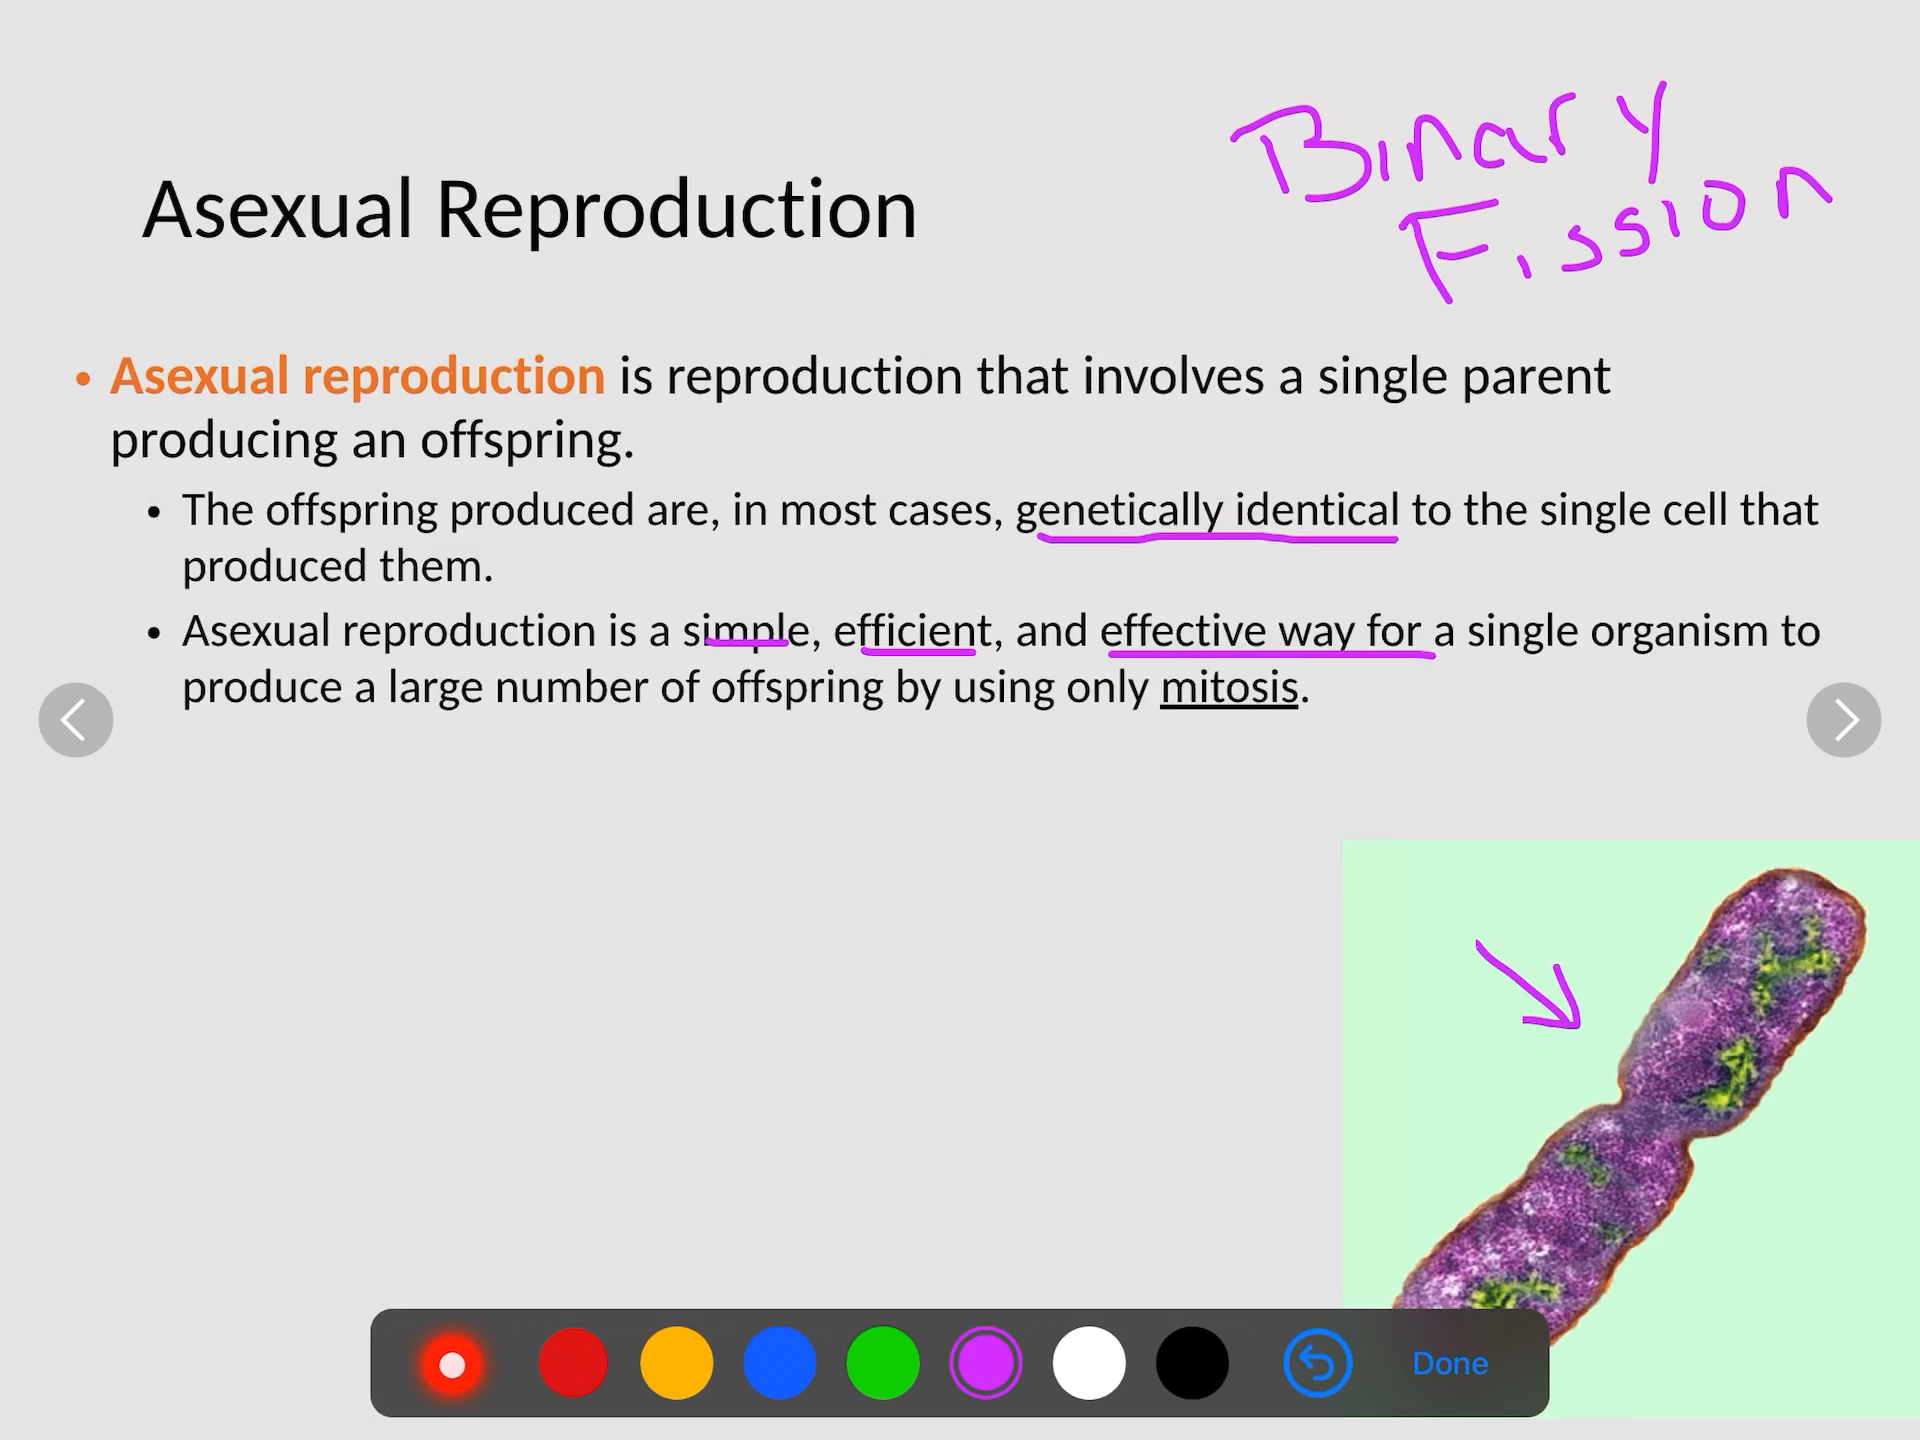 Binary
Fission
Asexual Reproduction
• Asexual reproduction is reproduction that involves a single parent
producing an offspring.
• The offspring produced are, in most cases, genetically identical to the single cell that
produced them.
• Asexual reproduction is a simple, efficient, and effective way for a single organism to
produce a large number of offspring by using only mitosis.
Done